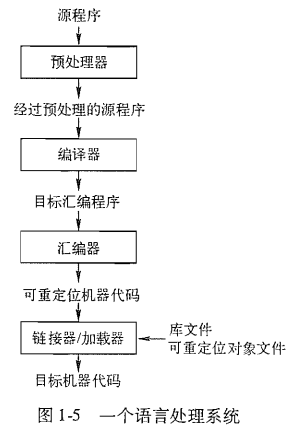 源程序
预处理器
经过预处理的源程序
编译器
目标汇编程序
汇编器
可重定位机器代码
链接器/加载器
库文件
可重定位对象文件
目标机器代码
图 1-5 一个语言处理系统